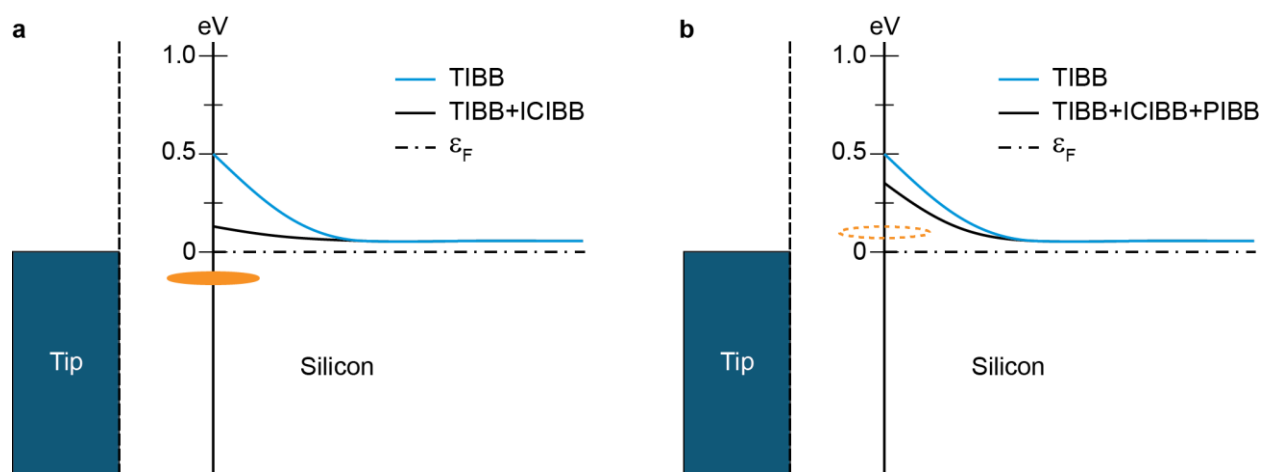 a
eV
1.0
TIBB
TIBB+ICIBB
0.5
εF
0
Tip
Silicon
b
eV
1.0
TIBB
TIBB+ICIBB+PIBB
0.5
εF
0
Tip
Silicon